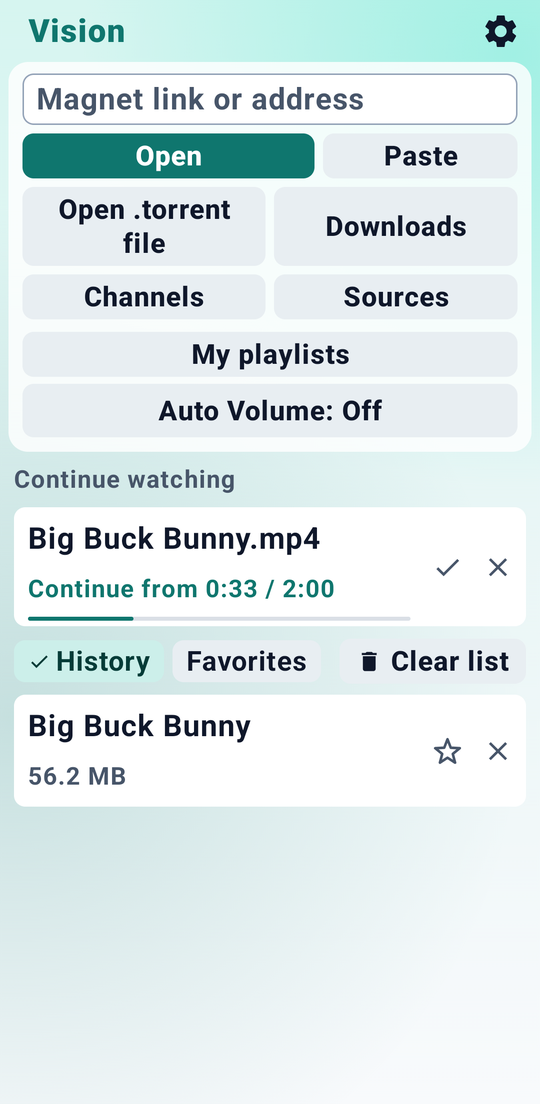 Vision
Magnet link or address
Open
Paste
Open .torrent
file
Downloads
Channels
Sources
My playlists
Auto Volume: Off
Continue watching
Big Buck Bunny.mp4
Continue from 0:33 / 2:00
History
Favorites
Clear list
Big Buck Bunny
56.2 MB